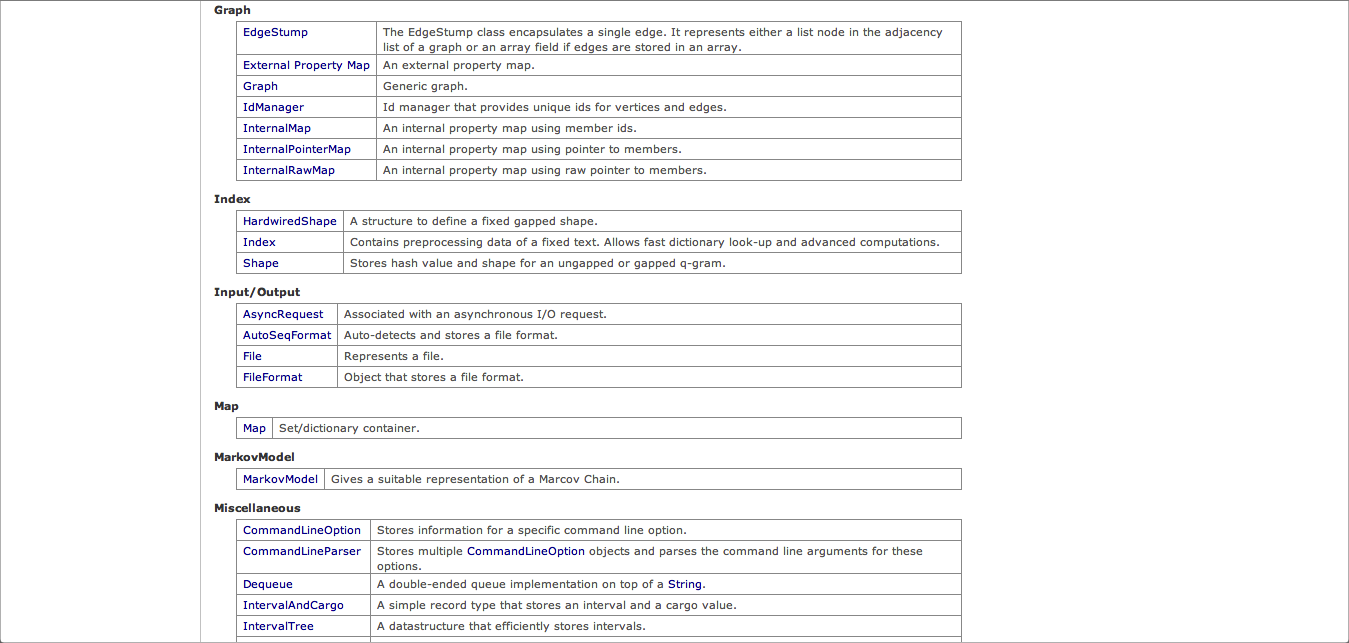 Graph
EdgeStump The EdgeStump class encapsulates a single edge. It represents either a list node in the adjacency
list of a graph or an array field if edges are stored in an array.
External Property Map An external property map.
Graph Generic graph.
IdManager Id manager that provides unique ids for vertices and edges.
InternalMap An internal property map using member ids.
InternalPointerMap An internal property map using pointer to members.
InternalRawMap An internal property map using raw pointer to members.
Index
HardwiredShape A structure to define a fixed gapped shape.
Index Contains preprocessing data of a fixed text. Allows fast dictionary look-up and advanced computations.
Shape Stores hash value and shape for an ungapped or gapped q-gram.
Input/Output
AsyncRequest Associated with an asynchronous I/O request.
AutoSeqFormat Auto-detects and stores a file format.
File Represents a file.
FileFormat Object that stores a file format.
Map
Map Set/dictionary container.
MarkovModel
MarkovModel Gives a suitable representation of a Marcov Chain.
Miscellaneous
CommandLineOption Stores information for a specific command line option.
CommandLineParser Stores multiple CommandLineOption objects and parses the command line arguments for these
options.
Dequeue A double-ended queue implementation on top of a String.
IntervalAndCargo A simple record type that stores an interval and a cargo value.
IntervalTree A datastructure that efficiently stores intervals.